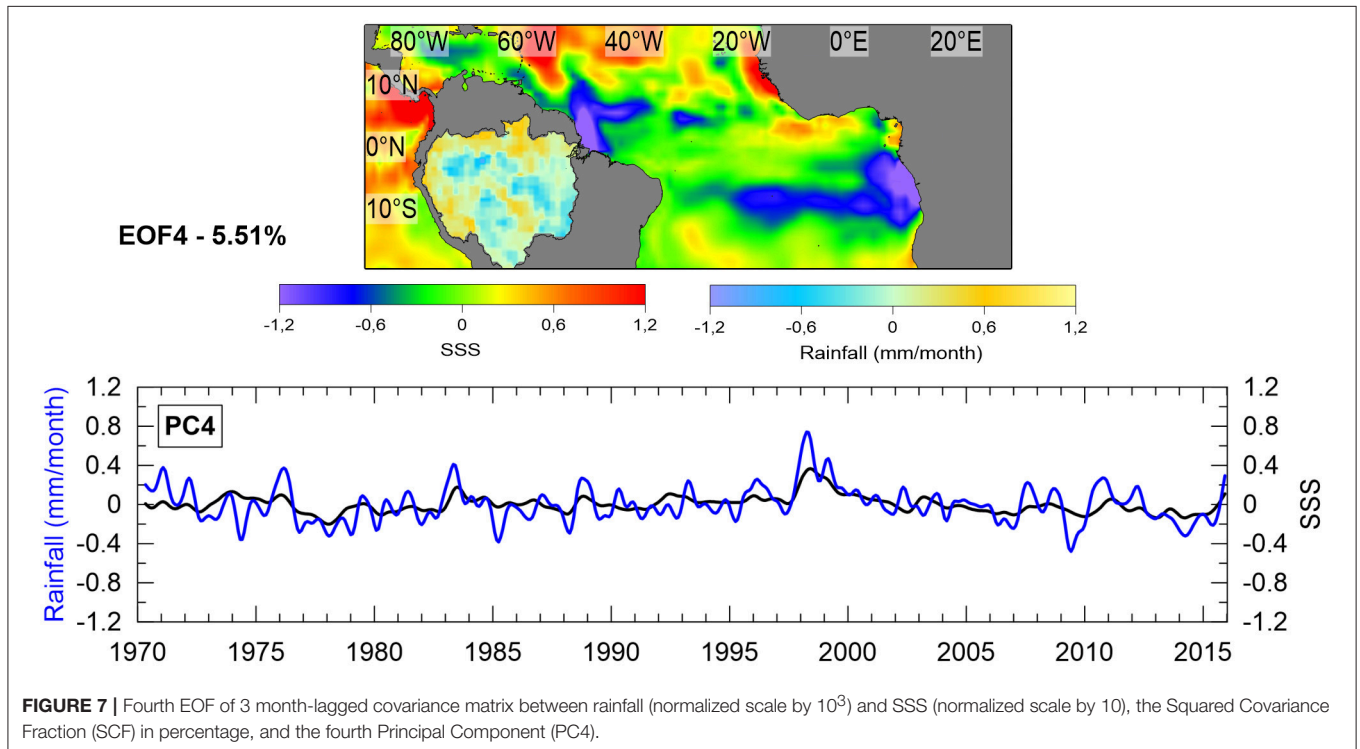 80°W 60°W 40°W 20°W 0°E 20°E
10°N
0°N
10°S
EOF4 - 5.51%
-1,2 -0,6 0 0,6 1,2
SSS
-1,2 -0,6 0 0,6 1,2
Rainfall (mm/month)
PC4
Rainfall (mm/month)
1.2 0.8 0.4 0 -0.4 -0.8 -1.2
1.2 0.8 0.4 0 -0.4 -0.8 -1.2
SSS
1970 1975 1980 1985 1990 1995 2000 2005 2010 2015
FIGURE 7 | Fourth EOF of 3 month-lagged covariance matrix between rainfall (normalized scale by 10³) and SSS (normalized scale by 10), the Squared Covariance
Fraction (SCF) in percentage, and the fourth Principal Component (PC4).